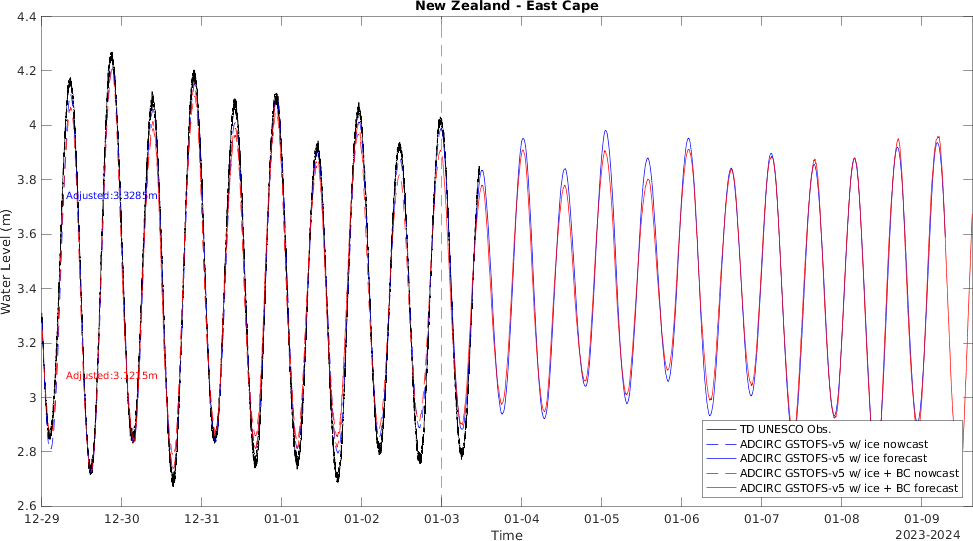 New Zealand - East Cape
4.4
4.2
4
3.8
3.6
3.4
3.2
3
2.8
2.6
Water Level (m)
Adjusted:3.3285m
Adjusted:3.3215m
TD UNESCO Obs.
ADCIRC GSTOFS-v5 w/ ice nowcast
ADCIRC GSTOFS-v5 w/ ice forecast
ADCIRC GSTOFS-v5 w/ ice + BC nowcast
ADCIRC GSTOFS-v5 w/ ice + BC forecast
12-29 12-30 12-31 01-01 01-02 01-03 01-04 01-05 01-06 01-07 01-08 01-09
Time
2023-2024